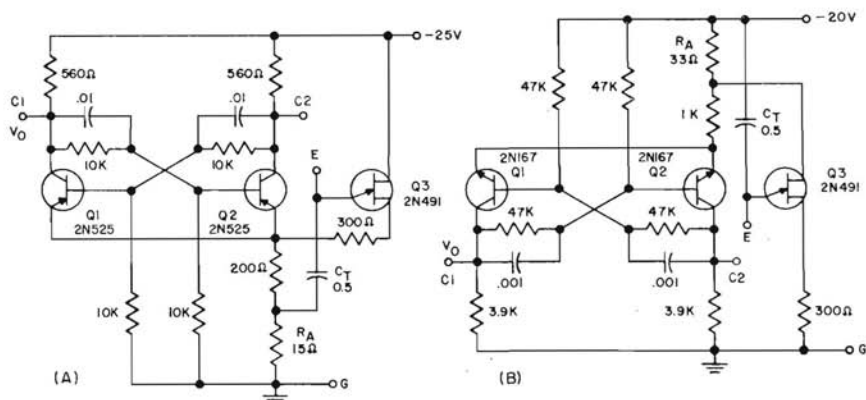 -25V
560Ω
560Ω
C1
.01
.01
C2
V0
10K
10K
E
Q1
2N525
Q2
2N525
Q3
2N491
300Ω
200Ω
CT
0.5
10K
10K
RA
15Ω
(A)
G
-20V
RA
33Ω
47K
47K
1K
CT
0.5
2N167
Q1
2N167
Q2
Q3
2N491
E
47K
47K
V0
C1
.001
.001
C2
3.9K
3.9K
300Ω
(B)
G